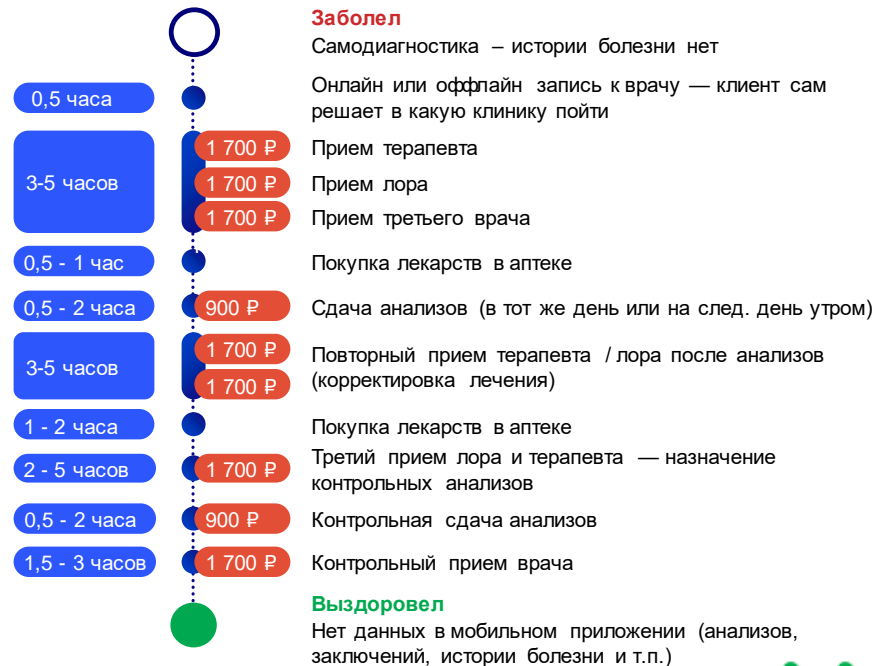 Заболел
Самодиагностика – истории болезни нет
0,5 часа
Онлайн или оффлайн запись к врачу — клиент сам
решает в какую клинику пойти
3-5 часов
1 700 ₽ Прием терапевта
1 700 ₽ Прием лора
1 700 ₽ Прием третьего врача
0,5 - 1 час Покупка лекарств в аптеке
0,5 - 2 часа 900 ₽ Сдача анализов (в тот же день или на след. день утром)
3-5 часов
1 700 ₽
1 700 ₽
Повторный прием терапевта / лора после анализов
(корректировка лечения)
1 - 2 часа Покупка лекарств в аптеке
2 - 5 часов 1 700 ₽
Третий прием лора и терапевта — назначение
контрольных анализов
0,5 - 2 часа 900 ₽ Контрольная сдача анализов
1,5 - 3 часов 1 700 ₽ Контрольный прием врача
Выздоровел
Нет данных в мобильном приложении (анализов,
заключений, истории болезни и т.п.)